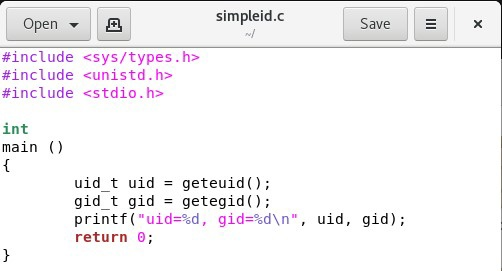 Open
simpleid.c
~/
Save
#include <sys/types.h>
#include <unistd.h>
#include <stdio.h>

int
main ()
{
        uid_t uid = geteuid();
        gid_t gid = getegid();
        printf("uid=%d, gid=%d\n", uid, gid);
        return 0;
}